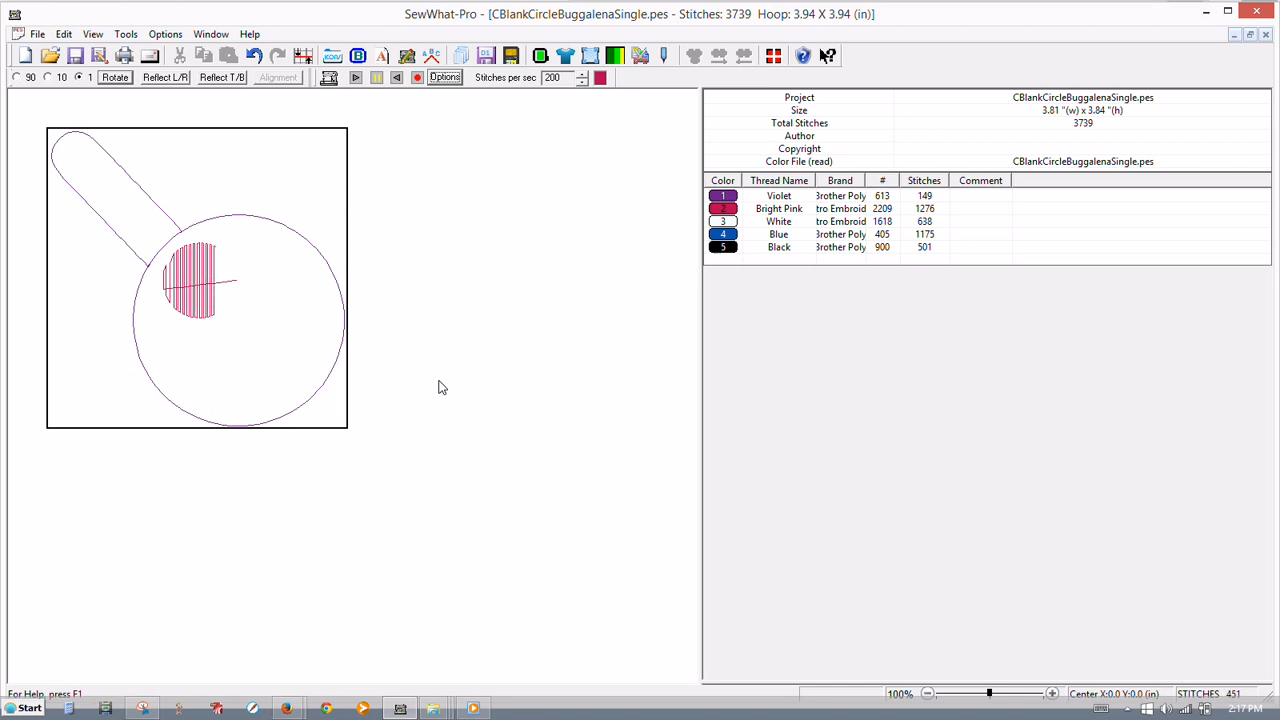 SewWhat-Pro - [CBlankCircleBuggalenaSingle.pes - Stitches: 3739 Hoop: 3.94 X 3.94 (in)]
File Edit View Tools Options Window Help
90 10 1 Rotate Reflect L/R Reflect T/B Alignment Options Stitches per sec 200
Project CBlankCircleBuggalenaSingle.pes
Size 3.81 "(w) x 3.84 "(h)
Total Stitches 3739
Author
Copyright
Color File (read) CBlankCircleBuggalenaSingle.pes
Color Thread Name Brand # Stitches Comment
1 Violet Brother Poly 613 149
2 Bright Pink tro Embroid 2209 1276
3 White Brother Poly 1618 638
4 Blue Brother Poly 405 1175
5 Black Brother Poly 900 501
For Help, press F1 100% Center X:0.0 Y:0.0 (in) STITCHES 451
Start 2:17 PM